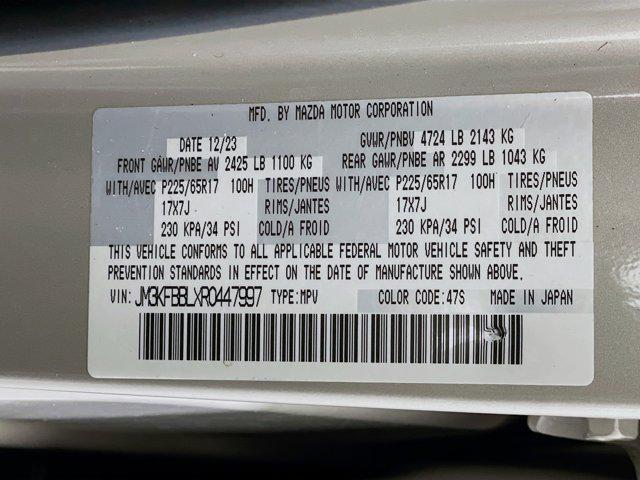 MFD. BY MAZDA MOTOR CORPORATION
DATE 12/23 GVWR/PNBV 4724 LB 2143 KG
FRONT GAWR/PNBE AV 2425 LB 1100 KG REAR GAWR/PNBE AR 2299 LB 1043 KG
WITH/AVEC P225/65R17 100H TIRES/PNEUS WITH/AVEC P225/65R17 100H TIRES/PNEUS
17X7J RIMS/JANTES 17X7J RIMS/JANTES
230 KPA/34 PSI COLD/A FROID 230 KPA/34 PSI COLD/A FROID
THIS VEHICLE CONFORMS TO ALL APPLICABLE FEDERAL MOTOR VEHICLE SAFETY AND THEFT
PREVENTION STANDARDS IN EFFECT ON THE DATE OF MANUFACTURE SHOWN ABOVE.
VIN: JM3KFBBLXR0447997 TYPE:MPV COLOR CODE:47S MADE IN JAPAN